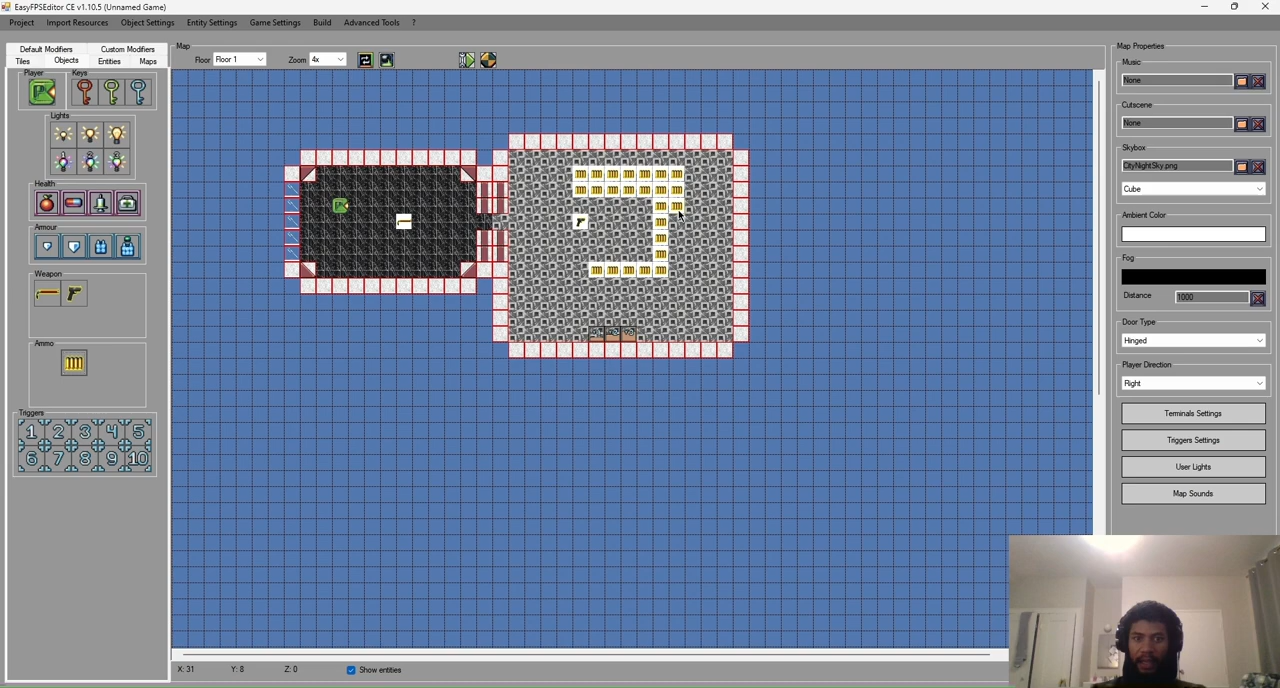 EasyFPSEditor CE v1.10.5 (Unnamed Game)
Project Import Resources Object Settings Entity Settings Game Settings Build Advanced Tools ?
Default Modifiers Custom Modifiers
Tiles Objects Entities Maps
Player Keys
Lights
1 2 3
Health
Armour
Weapon
Ammo
Triggers
1 2 3 4 5
6 7 8 9 10
Map
Floor Floor 1 Zoom 4x
X: 31 Y: 8 Z: 0 Show entities
Map Properties
Music
None
Cutscene
None
Skybox
CityNightSky.png
Cube
Ambient Color
Fog
Distance 1000
Door Type
Hinged
Player Direction
Right
Terminals Settings
Triggers Settings
User Lights
Map Sounds